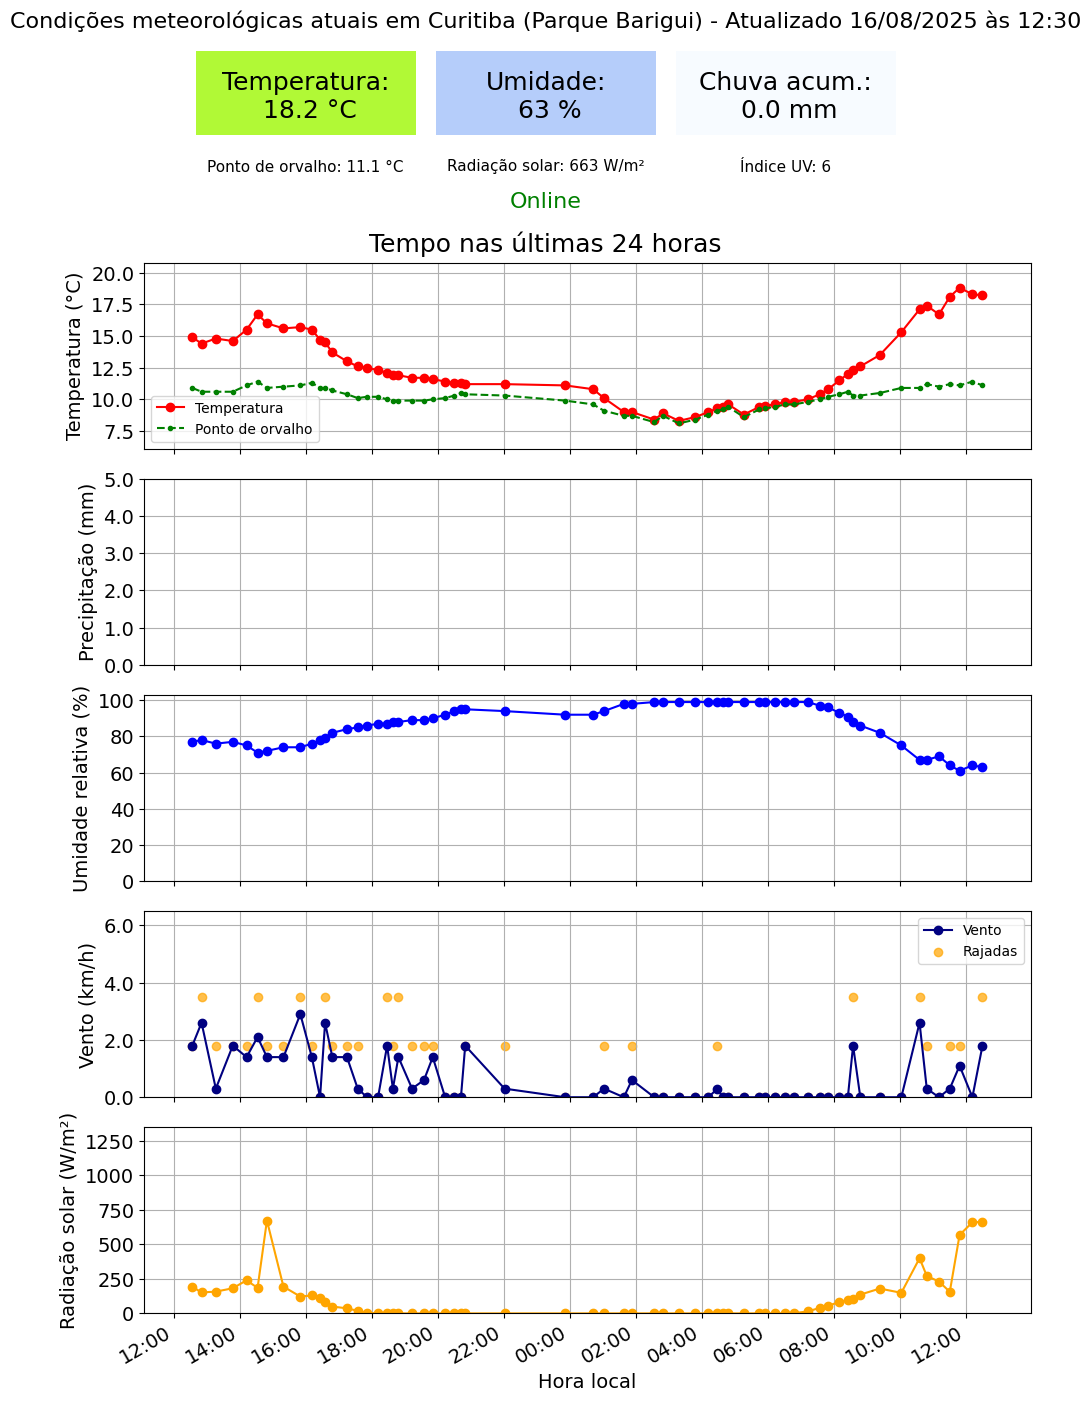 Condições meteorológicas atuais em Curitiba (Parque Barigui) - Atualizado 16/08/2025 às 12:30
Temperatura:
18.2 °C
Umidade:
63 %
Chuva acum.:
0.0 mm
Ponto de orvalho: 11.1 °C
Radiação solar: 663 W/m²
Índice UV: 6
Online
Tempo nas últimas 24 horas
Temperatura (°C)
20.0
17.5
15.0
12.5
10.0
7.5
Temperatura
Ponto de orvalho
Precipitação (mm)
5.0
4.0
3.0
2.0
1.0
0.0
Umidade relativa (%)
100
80
60
40
20
0
Vento (km/h)
6.0
4.0
2.0
0.0
Vento
Rajadas
Radiação solar (W/m²)
1250
1000
750
500
250
0
12:00
14:00
16:00
18:00
20:00
22:00
00:00
02:00
04:00
06:00
08:00
10:00
12:00
Hora local